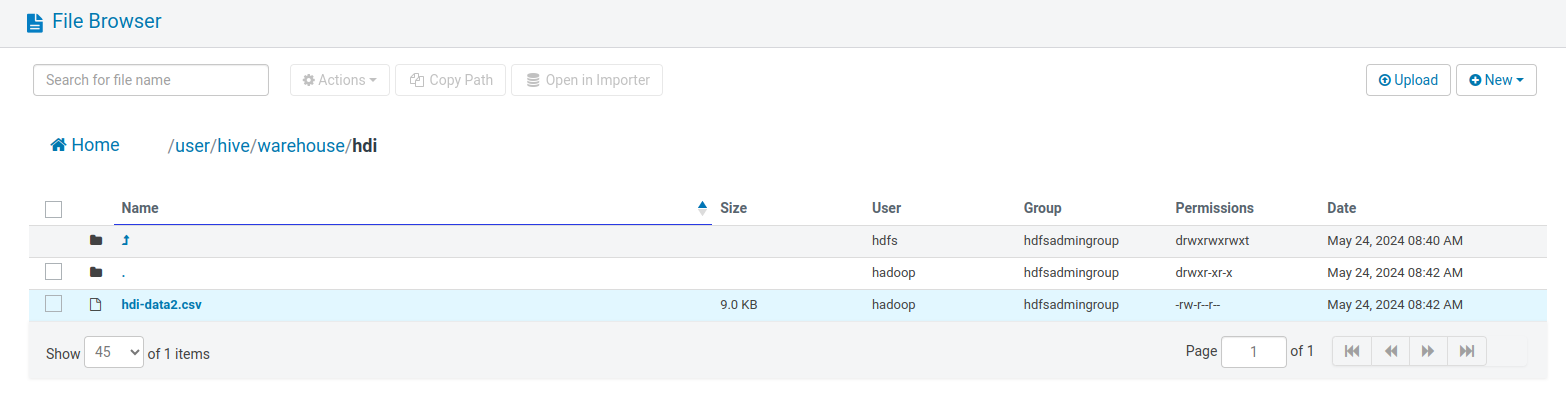 File Browser
Search for file name Actions Copy Path Open in Importer Upload New
Home /user/hive/warehouse/hdi
Name Size User Group Permissions Date
hdfs hdfsadmingroup drwxrwxrwxt May 24, 2024 08:40 AM
. hadoop hdfsadmingroup drwxr-xr-x May 24, 2024 08:42 AM
hdi-data2.csv 9.0 KB hadoop hdfsadmingroup -rw-r--r-- May 24, 2024 08:42 AM
Show 45 of 1 items Page 1 of 1